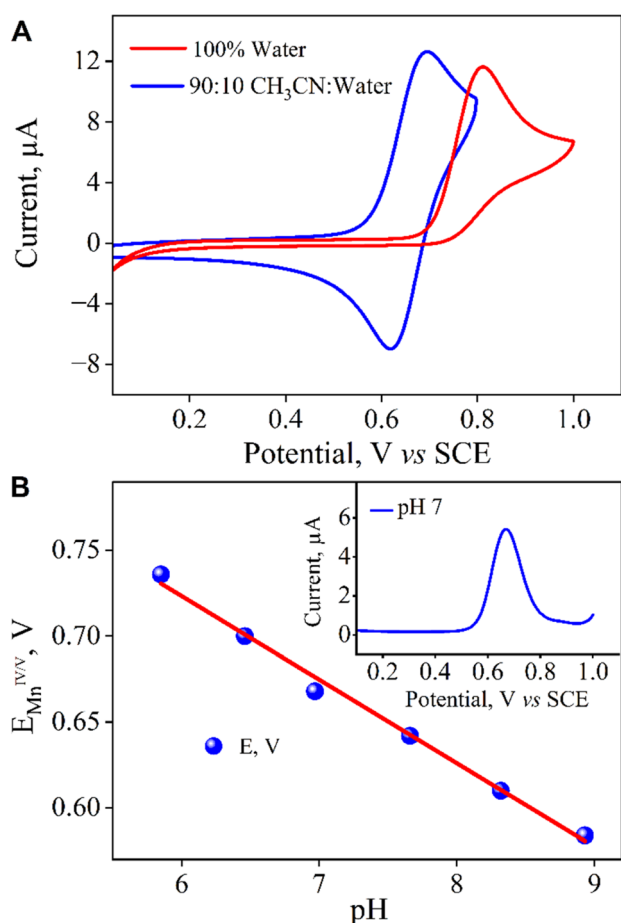 A
100% Water
90:10 CH₃CN:Water
12
8
4
0
−4
−8
Current, µA
0.2 0.4 0.6 0.8 1.0
Potential, V vs SCE
B
0.75
0.70
0.65
0.60
E_Mn^IV/V, V
E, V
6 7 8 9
pH
pH 7
6
4
2
0
Current, µA
0.2 0.4 0.6 0.8 1.0
Potential, V vs SCE